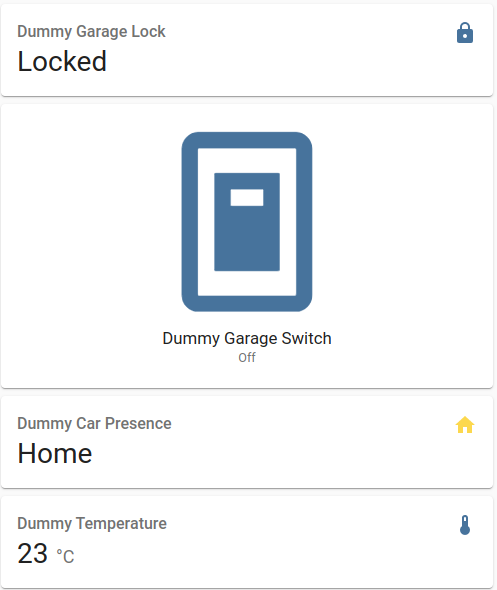 Dummy Garage Lock
Locked
Dummy Garage Switch
Off
Dummy Car Presence
Home
Dummy Temperature
23 °C